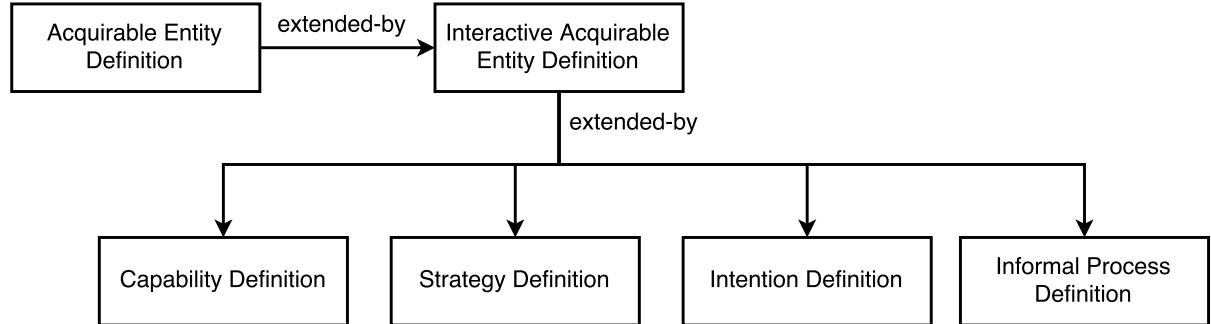 Acquirable Entity
Definition
extended-by
Interactive Acquirable
Entity Definition
extended-by
Capability Definition
Strategy Definition
Intention Definition
Informal Process
Definition